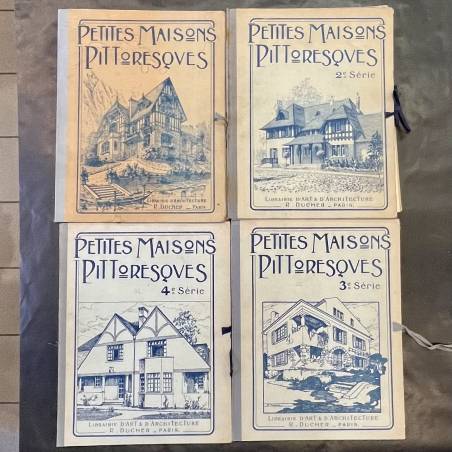 PETITES MAISONS
PITTORESQVES
LIBRAIRIE D'ART & D'ARCHITECTURE
R. DUCHER _ PARIS
PETITES MAISONS
PITTORESQVES
2e Série
LIBRAIRIE D'ART & D'ARCHITECTURE
R. DUCHER _ PARIS.
PETITES MAISONS
PITTORESQVES
4e Série
LIBRAIRIE D'ART & D'ARCHITECTURE
R. DUCHER _ PARIS.
PETITES MAISONS
PITTORESQVES
3e Série
LIBRAIRIE D'ART & D'ARCHITECTURE
R. DUCHER _ PARIS.